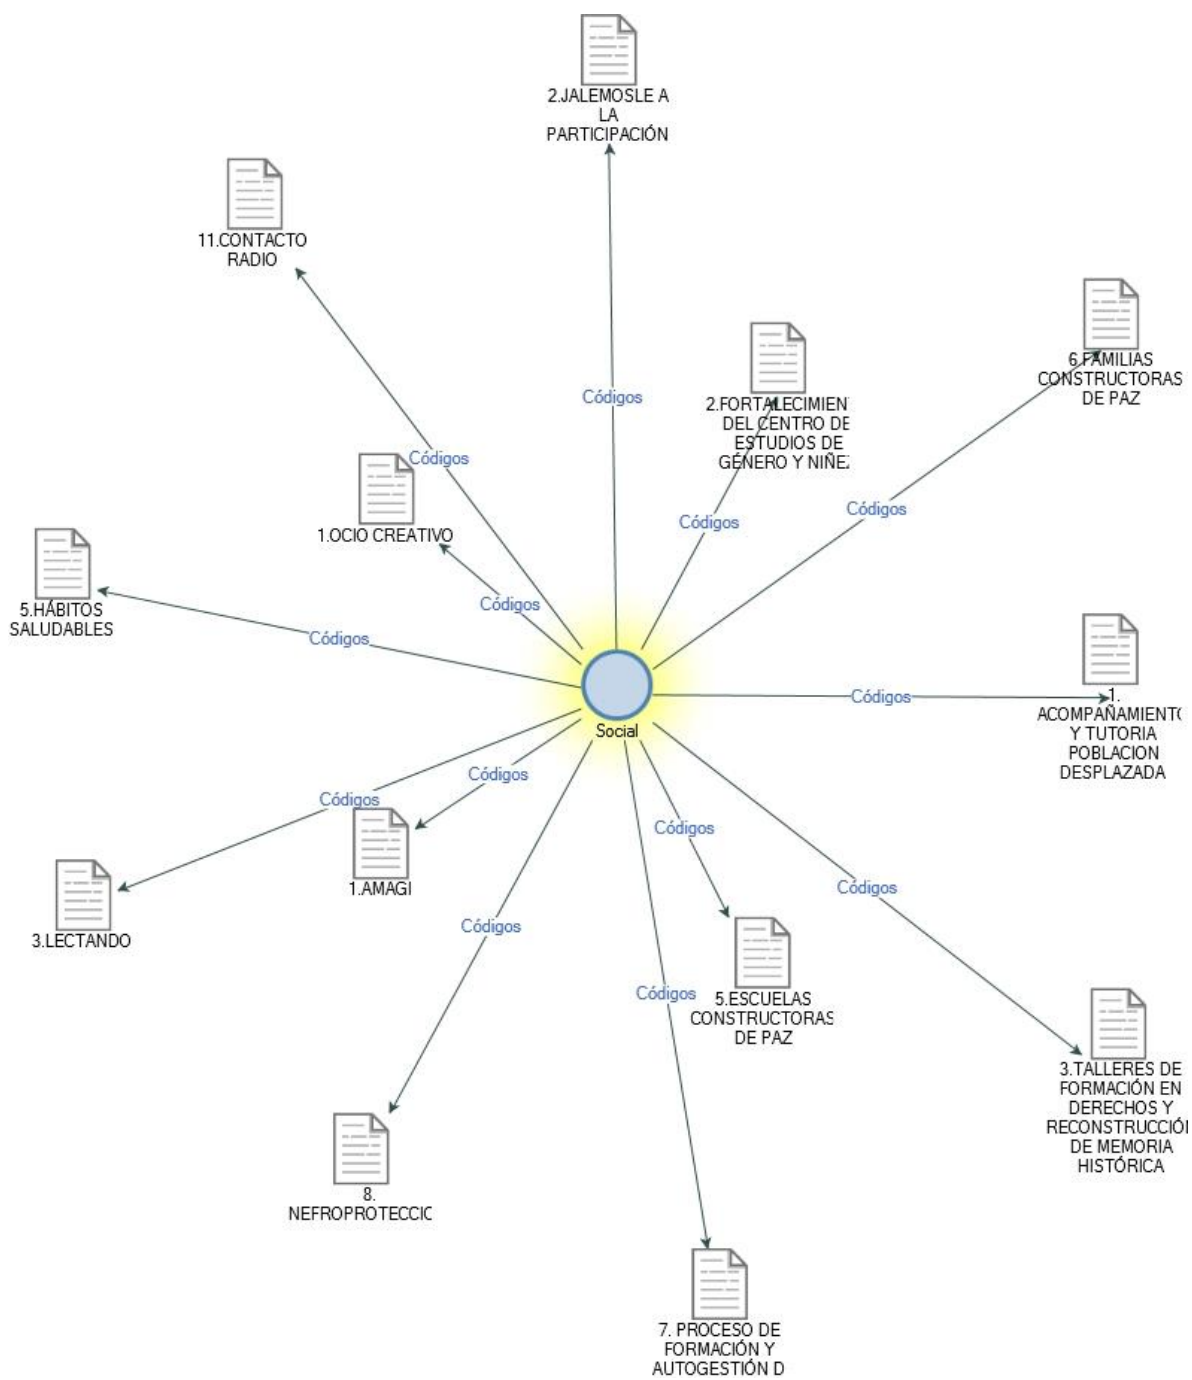 2.JALEMOSLE A
LA
PARTICIPACIÓN
11.CONTACTO
RADIO
6.FAMILIAS
CONSTRUCTORAS
DE PAZ
Códigos
2.FORTALECIMIEN
DEL CENTRO DE
ESTUDIOS DE
GÉNERO Y NIÑEZ
Códigos
1.OCIO CREATIVO
Códigos
Códigos
5.HÁBITOS
SALUDABLES
Códigos
Códigos
Códigos
1.
ACOMPAÑAMIENTO
Y TUTORIA
POBLACION
DESPLAZADA
Social
Códigos
Códigos
Códigos
Códigos
1.AMAGI
Códigos
3.LECTANDO
Códigos
5.ESCUELAS
CONSTRUCTORAS
DE PAZ
Códigos
3.TALLERES DE
FORMACIÓN EN
DERECHOS Y
RECONSTRUCCIÓ
DE MEMORIA
HISTÓRICA
8.
NEFROPROTECCIO
7. PROCESO DE
FORMACIÓN Y
AUTOGESTIÓN D